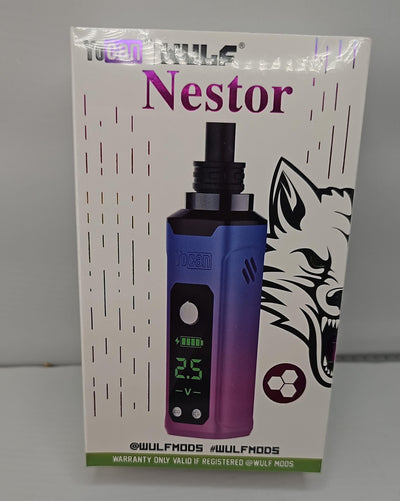 Yocan WULF®
Nestor
Yocan
2.5
– V –
@WULFMODS #WULFMODS
WARRANTY ONLY VALID IF REGISTERED @WULF MODS